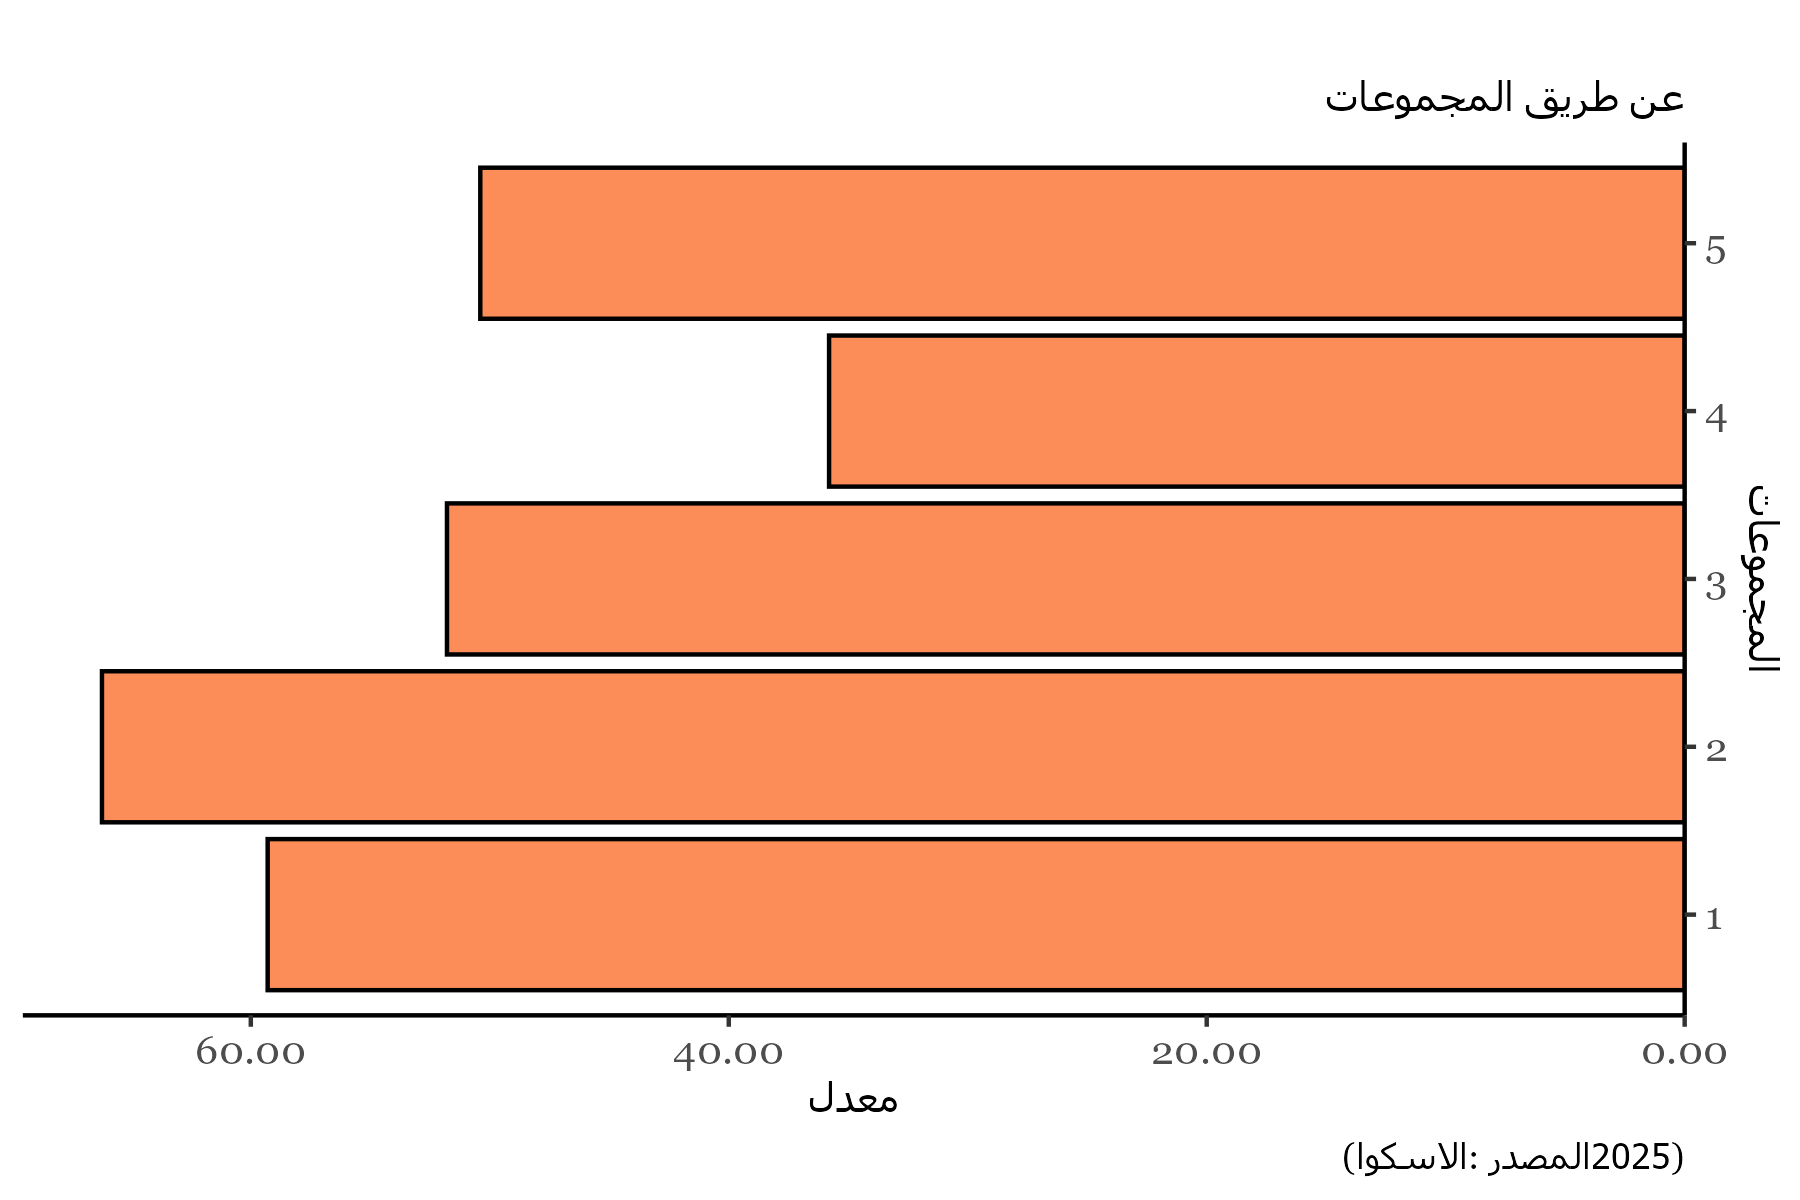 عن طريق المجموعات
5
4
3
2
1
المجموعات
60.00 40.00 20.00 0.00
معدل
(2025المصدر :الاسكوا)